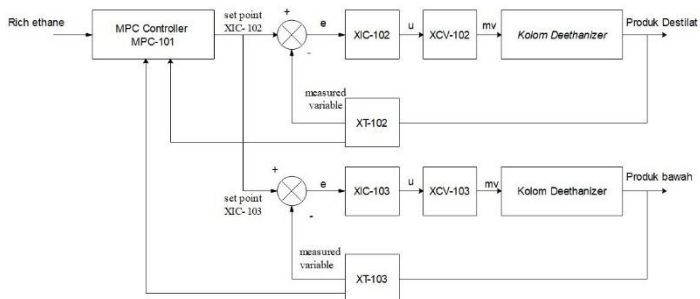 Rich ethane
MPC Controller
MPC-101
set point
XIC-102
+
-
e
XIC-102
u
XCV-102
mv
Kolom Deethanizer
Produk Destilat
measured
variable
XT-102
+
-
set point
XIC-103
e
XIC-103
u
XCV-103
mv
Kolom Deethanizer
Produk bawah
measured
variable
XT-103